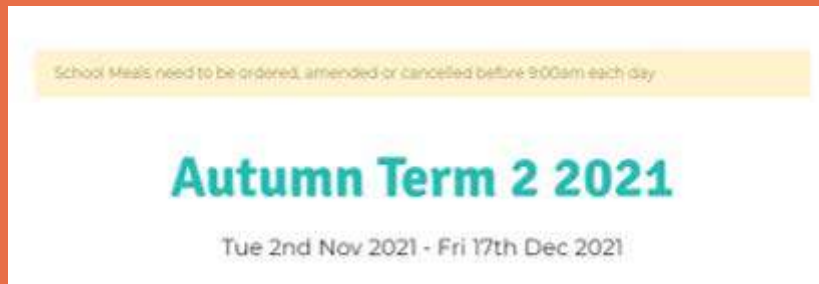 School Meals need to be ordered, amended or cancelled before 9:00am each day
Autumn Term 2 2021
Tue 2nd Nov 2021 - Fri 17th Dec 2021